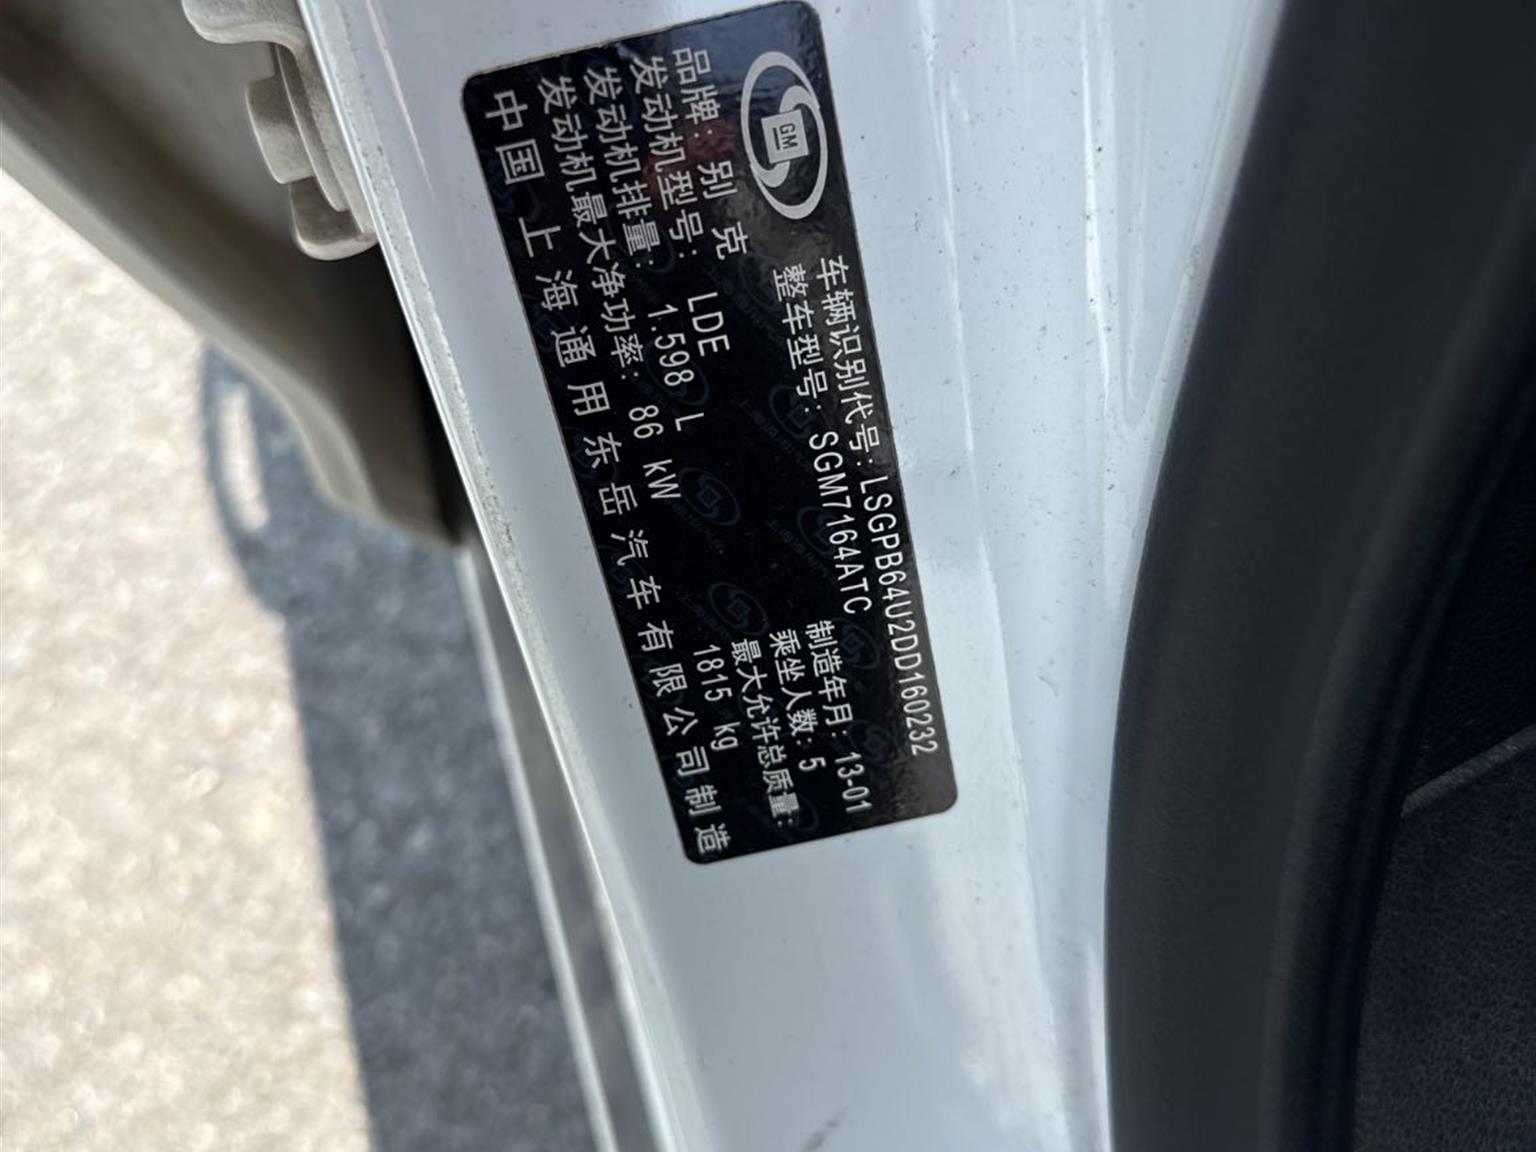 GM
车辆识别代号: LSGPB64U2DD160232
整车型号: SGM7164ATC
品牌: 别克
制造年月: 13-01
发动机型号: LDE
乘坐人数: 5
发动机排量: 1.598 L
最大允许总质量:
发动机最大净功率: 86 kW
1815 kg
中国上海通用东岳汽车有限公司制造